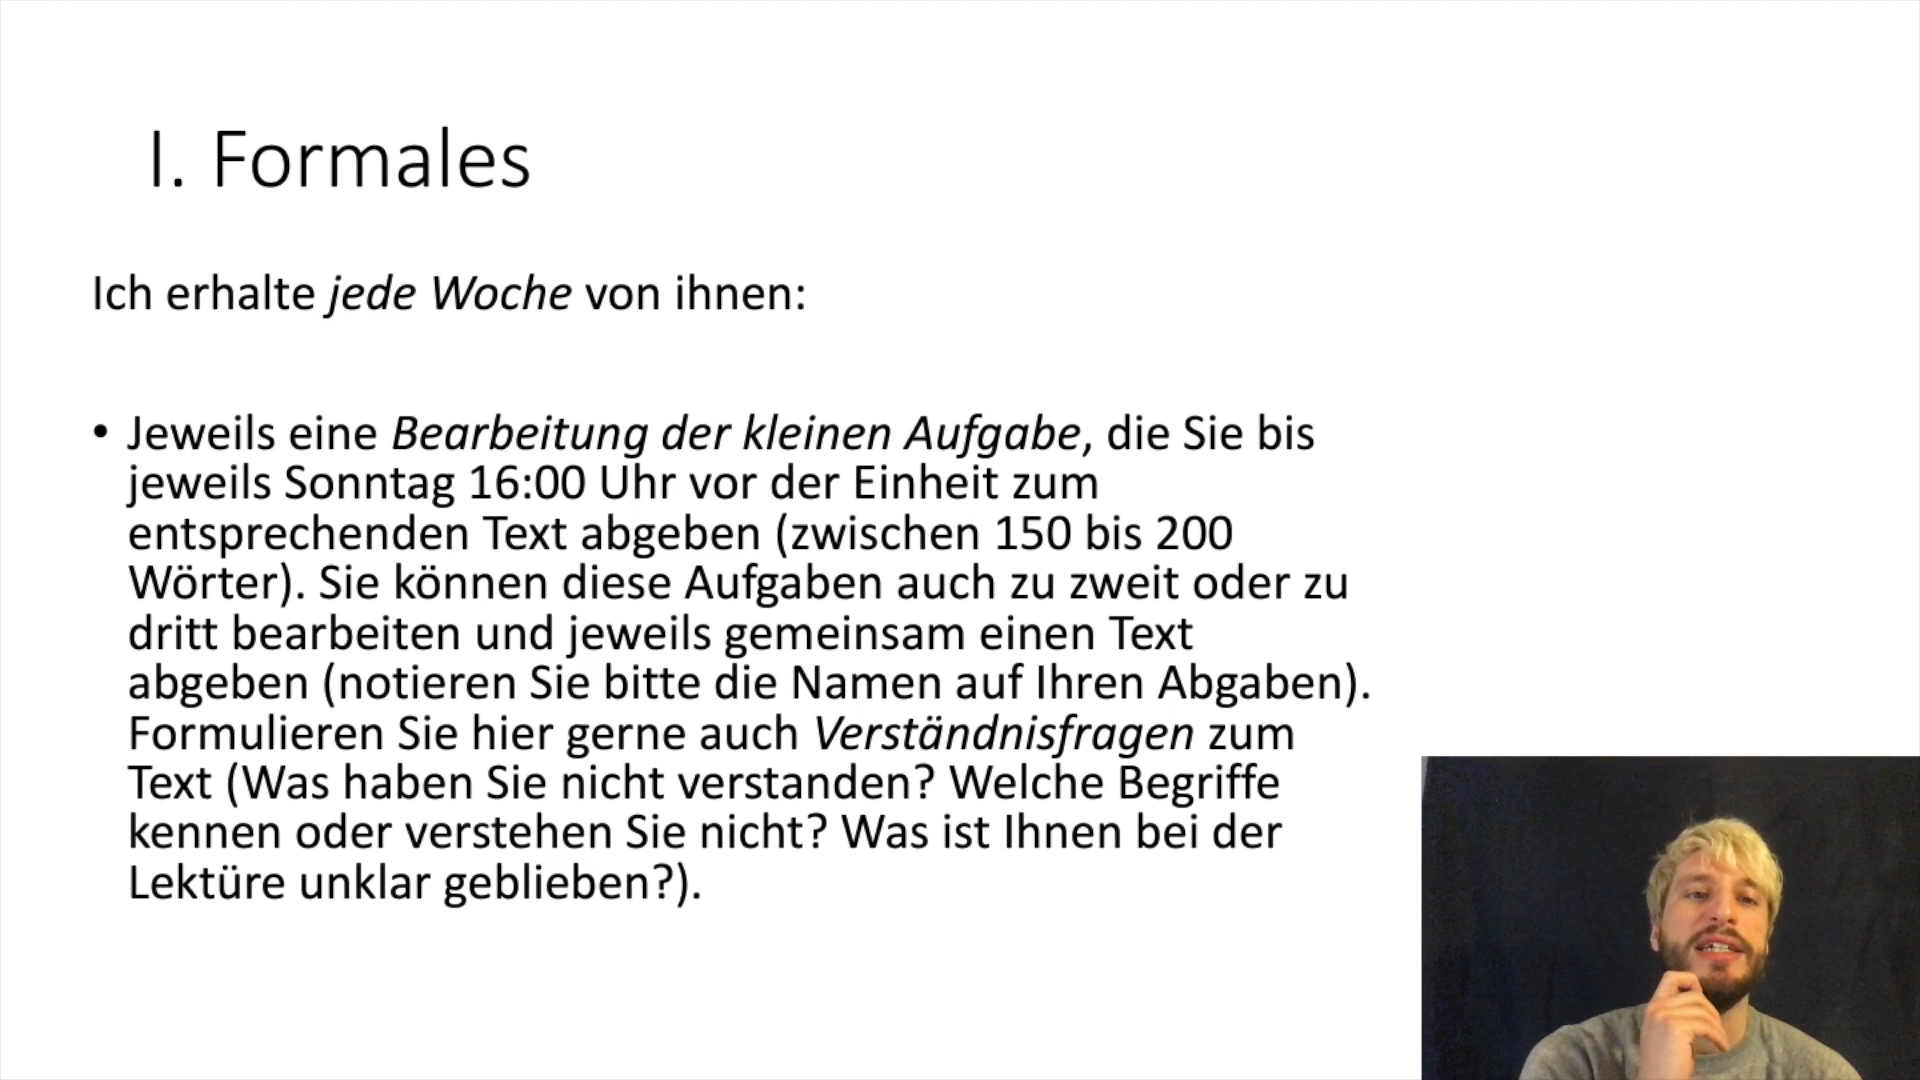 I. Formales
Ich erhalte jede Woche von ihnen:
• Jeweils eine Bearbeitung der kleinen Aufgabe, die Sie bis
jeweils Sonntag 16:00 Uhr vor der Einheit zum
entsprechenden Text abgeben (zwischen 150 bis 200
Wörter). Sie können diese Aufgaben auch zu zweit oder zu
dritt bearbeiten und jeweils gemeinsam einen Text
abgeben (notieren Sie bitte die Namen auf Ihren Abgaben).
Formulieren Sie hier gerne auch Verständnisfragen zum
Text (Was haben Sie nicht verstanden? Welche Begriffe
kennen oder verstehen Sie nicht? Was ist Ihnen bei der
Lektüre unklar geblieben?).